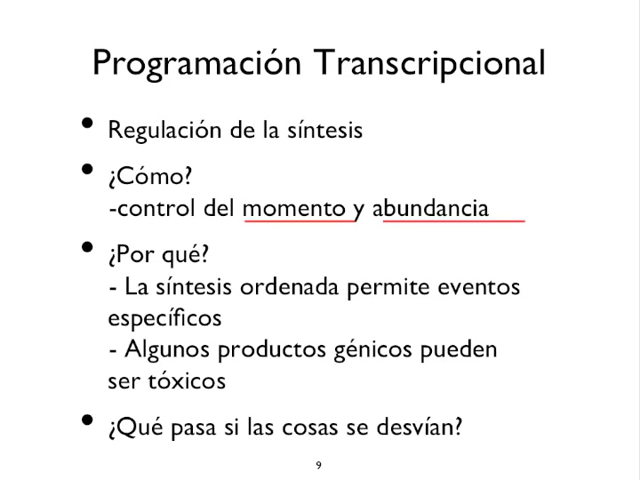 Programación Transcripcional
• Regulación de la síntesis
• ¿Cómo?
-control del momento y abundancia
• ¿Por qué?
- La síntesis ordenada permite eventos
específicos
- Algunos productos génicos pueden
ser tóxicos
• ¿Qué pasa si las cosas se desvían?
9